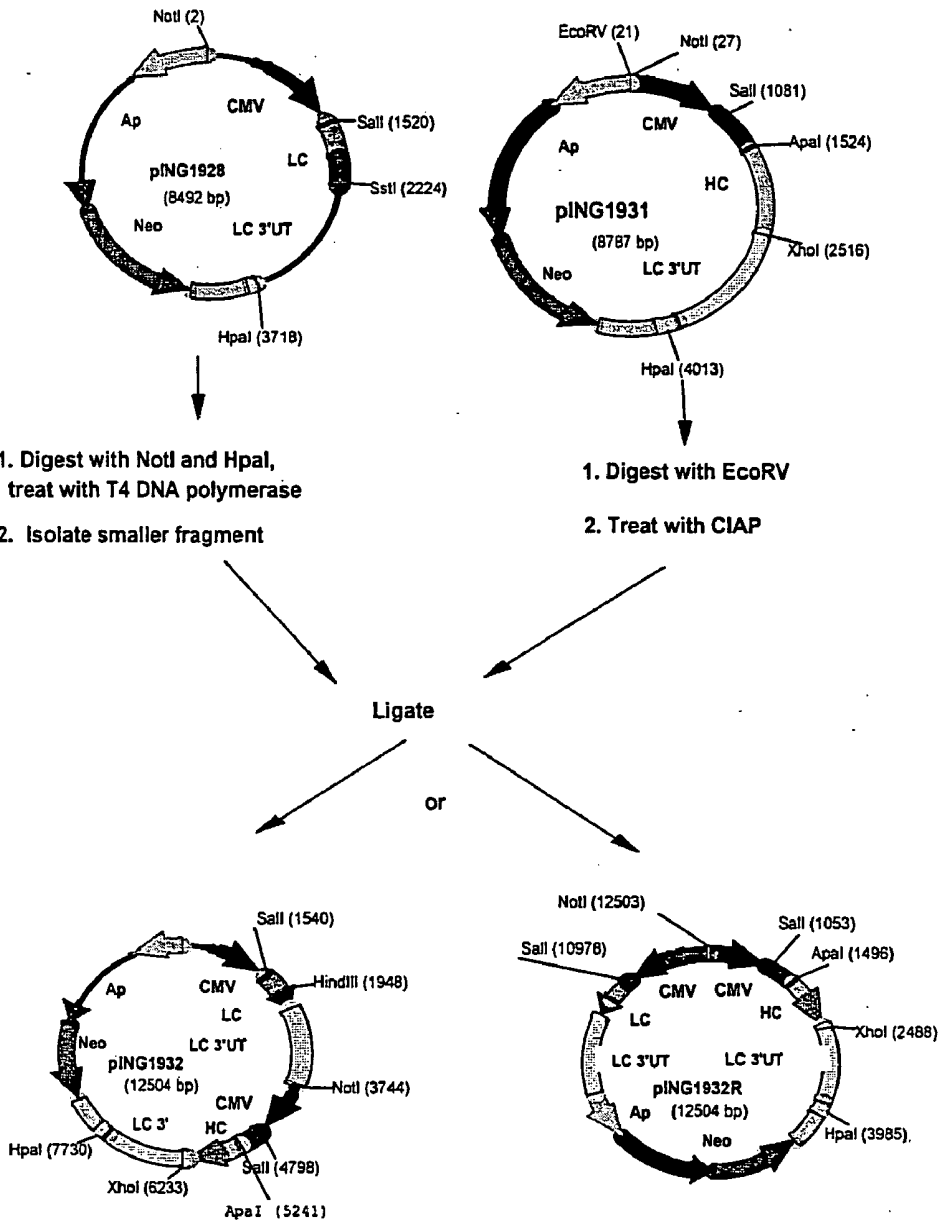 NotI (2)
CMV
SalI (1520)
Ap
LC
pING1928
(8492 bp)
SstI (2224)
Neo
LC 3'UT
HpaI (3718)
EcoRV (21)
NotI (27)
SalI (1081)
CMV
ApaI (1524)
Ap
HC
pING1931
(8787 bp)
XhoI (2516)
Neo
LC 3'UT
HpaI (4013)
1. Digest with NotI and HpaI,
treat with T4 DNA polymerase
2. Isolate smaller fragment
1. Digest with EcoRV
2. Treat with CIAP
Ligate
or
SalI (1540)
CMV
HindIII (1948)
Ap
LC
Neo
LC 3'UT
pING1932
(12504 bp)
NotI (3744)
CMV
LC 3'
HC
HpaI (7730)
SalI (4798)
XhoI (6233)
ApaI (5241)
NotI (12503)
SalI (1053)
SalI (10978)
ApaI (1496)
CMV
CMV
LC
HC
XhoI (2488)
LC 3'UT
LC 3'UT
pING1932R
(12504 bp)
Ap
Neo
HpaI (3985)